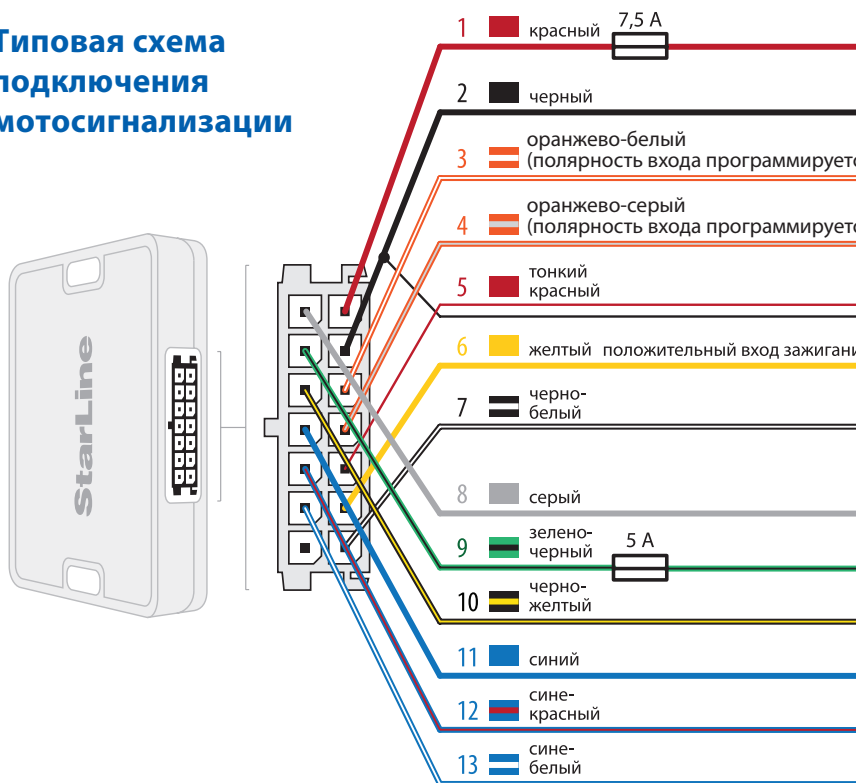 Типовая схема
подключения
мотосигнализации
StarLine
1 красный 7,5 А
2 черный
3 оранжево-белый
(полярность входа программирует
4 оранжево-серый
(полярность входа программирует
5 тонкий
красный
6 желтый положительный вход зажигани
7 черно-
белый
8 серый
9 зелено-
черный 5 А
10 черно-
желтый
11 синий
12 сине-
красный
13 сине-
белый